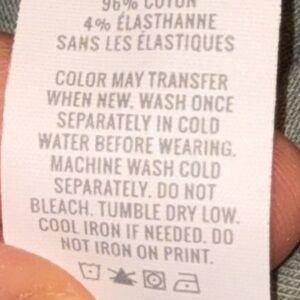 96% COTON
4% ÉLASTHANNE
SANS LES ÉLASTIQUES
COLOR MAY TRANSFER
WHEN NEW. WASH ONCE
SEPARATELY IN COLD
WATER BEFORE WEARING.
MACHINE WASH COLD
SEPARATELY. DO NOT
BLEACH. TUMBLE DRY LOW.
COOL IRON IF NEEDED. DO
NOT IRON ON PRINT.